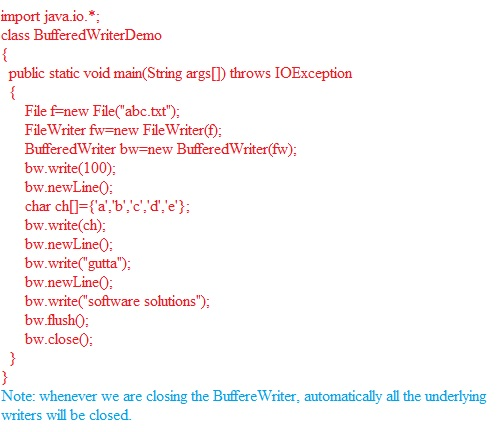 import java.io.*;
class BufferedWriterDemo
{
public static void main(String args[]) throws IOException
{
File f=new File("abc.txt");
FileWriter fw=new FileWriter(f);
BufferedWriter bw=new BufferedWriter(fw);
bw.write(100);
bw.newLine();
char ch[]={'a','b','c','d','e'};
bw.write(ch);
bw.newLine();
bw.write("gutta");
bw.newLine();
bw.write("software solutions");
bw.flush();
bw.close();
}
}
Note: whenever we are closing the BuffereWriter, automatically all the underlying
writers will be closed.